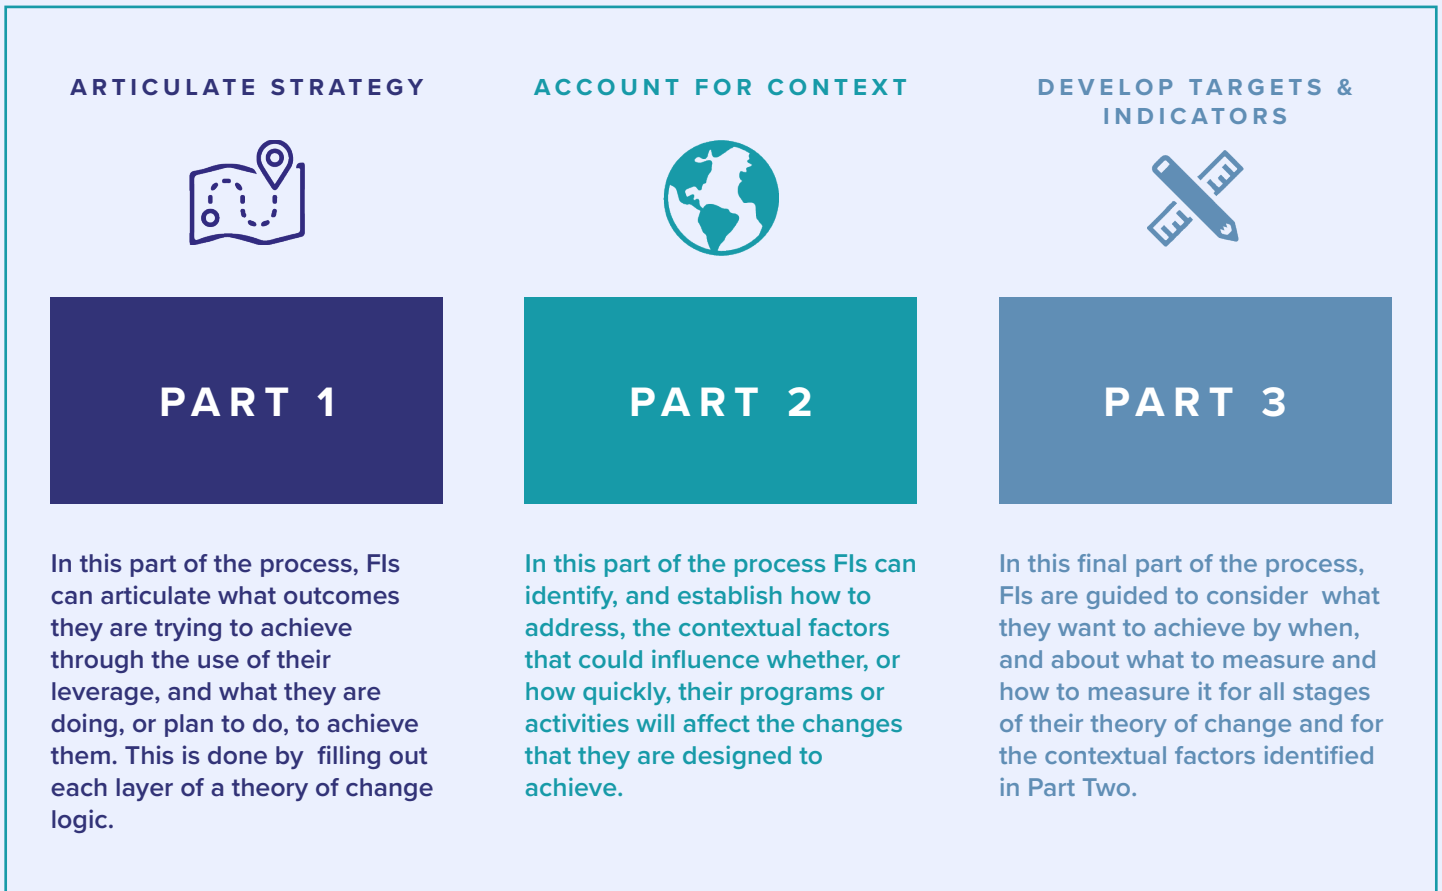 ARTICULATE STRATEGY
PART 1
In this part of the process, FIs
can articulate what outcomes
they are trying to achieve
through the use of their
leverage, and what they are
doing, or plan to do, to achieve
them. This is done by  filling out
each layer of a theory of change
logic.
ACCOUNT FOR CONTEXT
PART 2
In this part of the process FIs can
identify, and establish how to
address, the contextual factors
that could influence whether, or
how quickly, their programs or
activities will affect the changes
that they are designed to
achieve.
DEVELOP TARGETS &
INDICATORS
PART 3
In this final part of the process,
FIs are guided to consider  what
they want to achieve by when,
and about what to measure and
how to measure it for all stages
of their theory of change and for
the contextual factors identified
in Part Two.